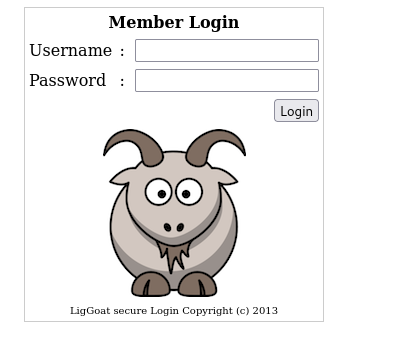 Member Login
Username :
Password :
Login
LigGoat secure Login Copyright (c) 2013